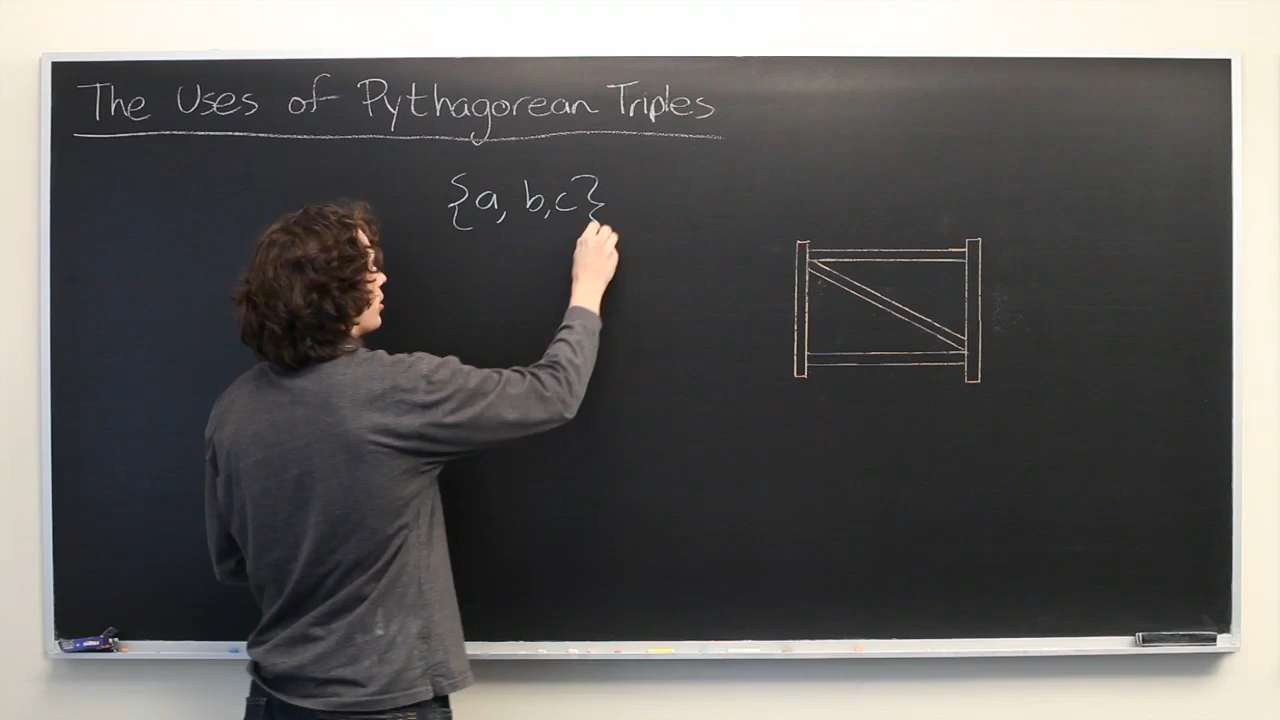 The Uses of Pythagorean Triples
{a, b,c}